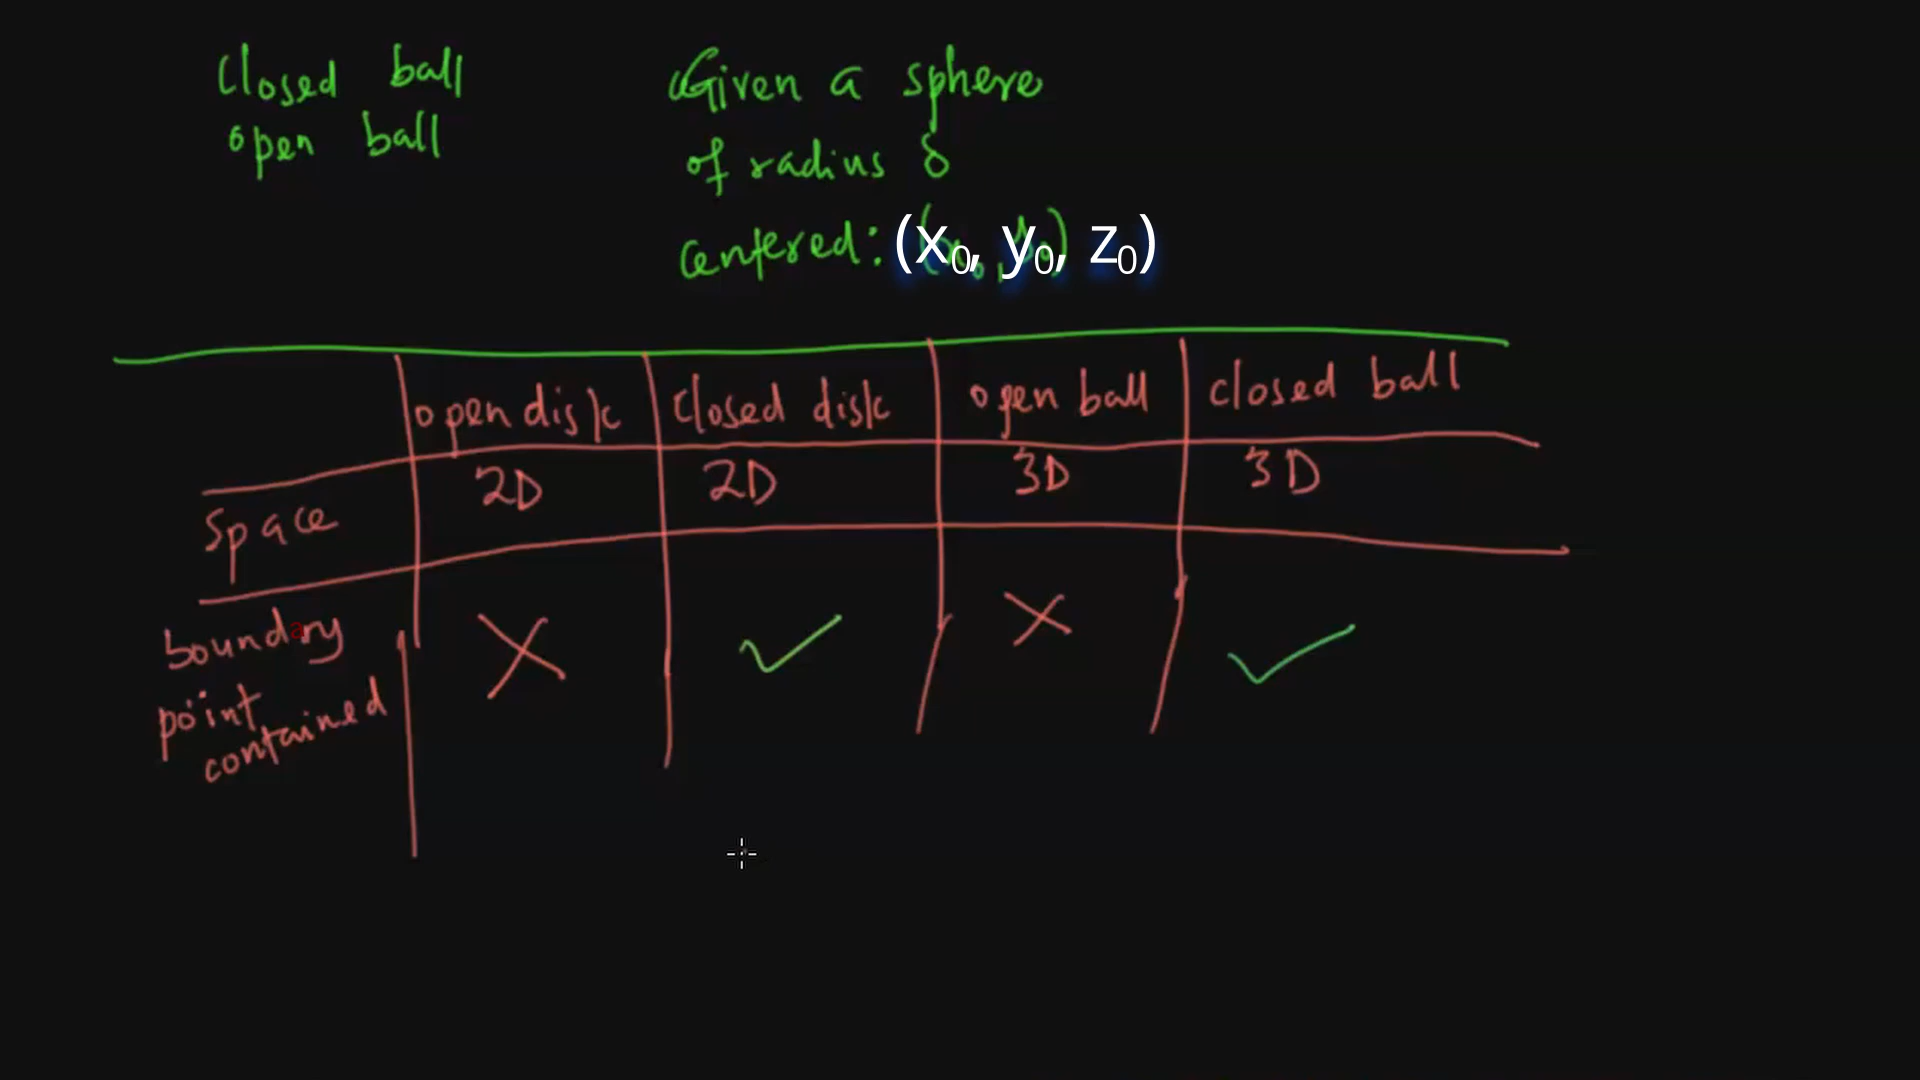 closed ball
open ball
Given a sphere
of radius δ
centered: (x₀, y₀, z₀)
open disk closed disk open ball closed ball
Space 2D 2D 3D 3D
boundary
point
contained